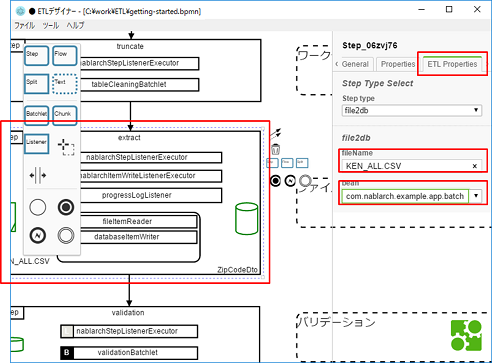 ETLデザイナー - [C:¥work¥ETL¥getting-started.bpmn]
ファイル ツール ヘルプ
Step
Flow
Split
Text
Batchlet
Chunk
Listener
truncate
nablarchStepListenerExecutor
tableCleaningBatchlet
extract
nablarchStepListenerExecutor
nablarchItemWriteListenerExecutor
progressLogListener
fileItemReader
databaseItemWriter
N_ALL.CSV
ZipCodeDto
validation
nablarchStepListenerExecutor
B validationBatchlet
ワーク
ファイ
バリデーション
Step_06zvj76
General
Properties
ETL Properties
Step Type Select
Step type
file2db
file2db
fileName
KEN_ALL.CSV ×
bean
com.nablarch.example.app.batch